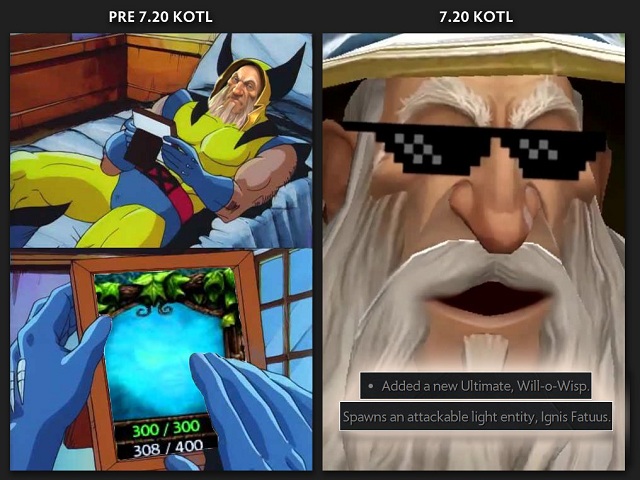 PRE 7.20 KOTL
7.20 KOTL
300 / 300
308 / 400
• Added a new Ultimate, Will-o-Wisp.
Spawns an attackable light entity, Ignis Fatuus.